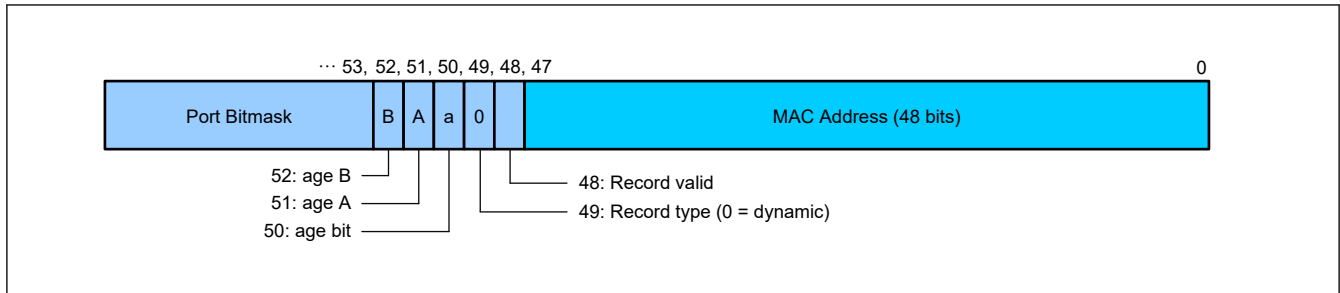 ··· 53, 52, 51, 50, 49, 48, 47 0
Port Bitmask B A a 0 MAC Address (48 bits)
52: age B
48: Record valid
51: age A
49: Record type (0 = dynamic)
50: age bit